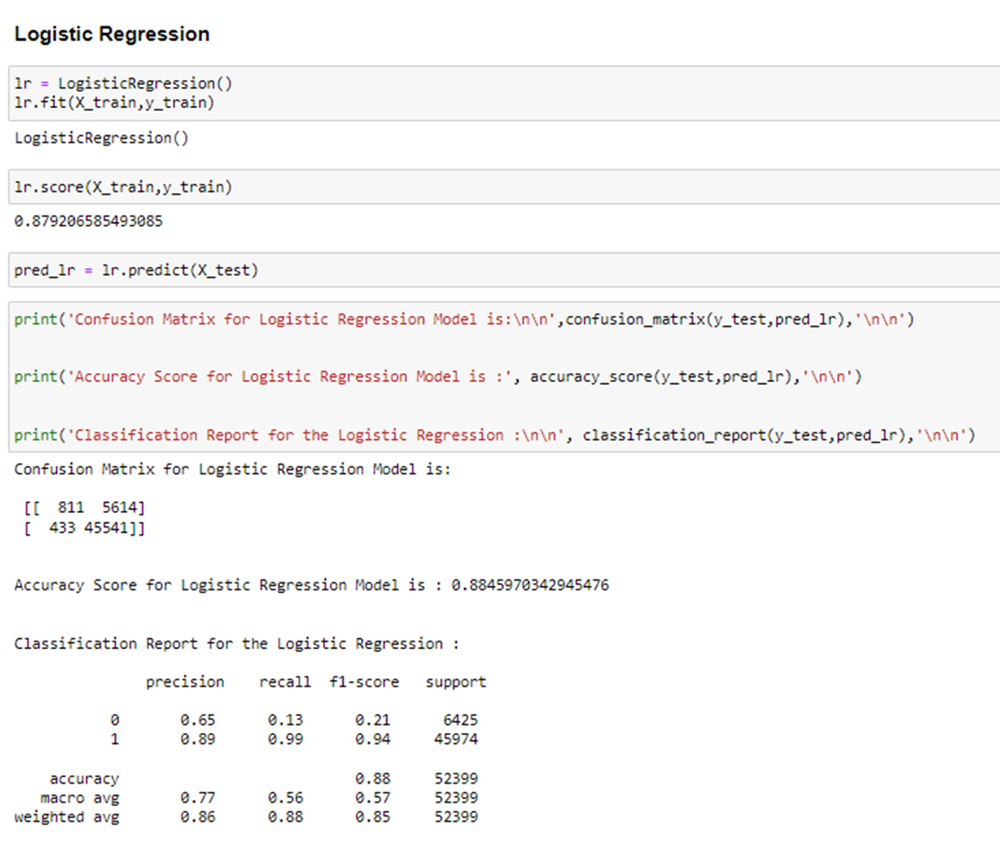 Logistic Regression
lr = LogisticRegression()
lr.fit(X_train,y_train)
LogisticRegression()
lr.score(X_train,y_train)
0.879206585493085
pred_lr = lr.predict(X_test)
print('Confusion Matrix for Logistic Regression Model is:\n\n',confusion_matrix(y_test,pred_lr),'\n\n')
print('Accuracy Score for Logistic Regression Model is :', accuracy_score(y_test,pred_lr),'\n\n')
print('Classification Report for the Logistic Regression :\n\n', classification_report(y_test,pred_lr),'\n\n')
Confusion Matrix for Logistic Regression Model is:
[[  811  5614]
[  433 45541]]
Accuracy Score for Logistic Regression Model is : 0.8845970342945476
Classification Report for the Logistic Regression :
precision    recall  f1-score   support
0       0.65      0.13      0.21      6425
1       0.89      0.99      0.94     45974
accuracy                           0.88     52399
macro avg       0.77      0.56      0.57     52399
weighted avg       0.86      0.88      0.85     52399